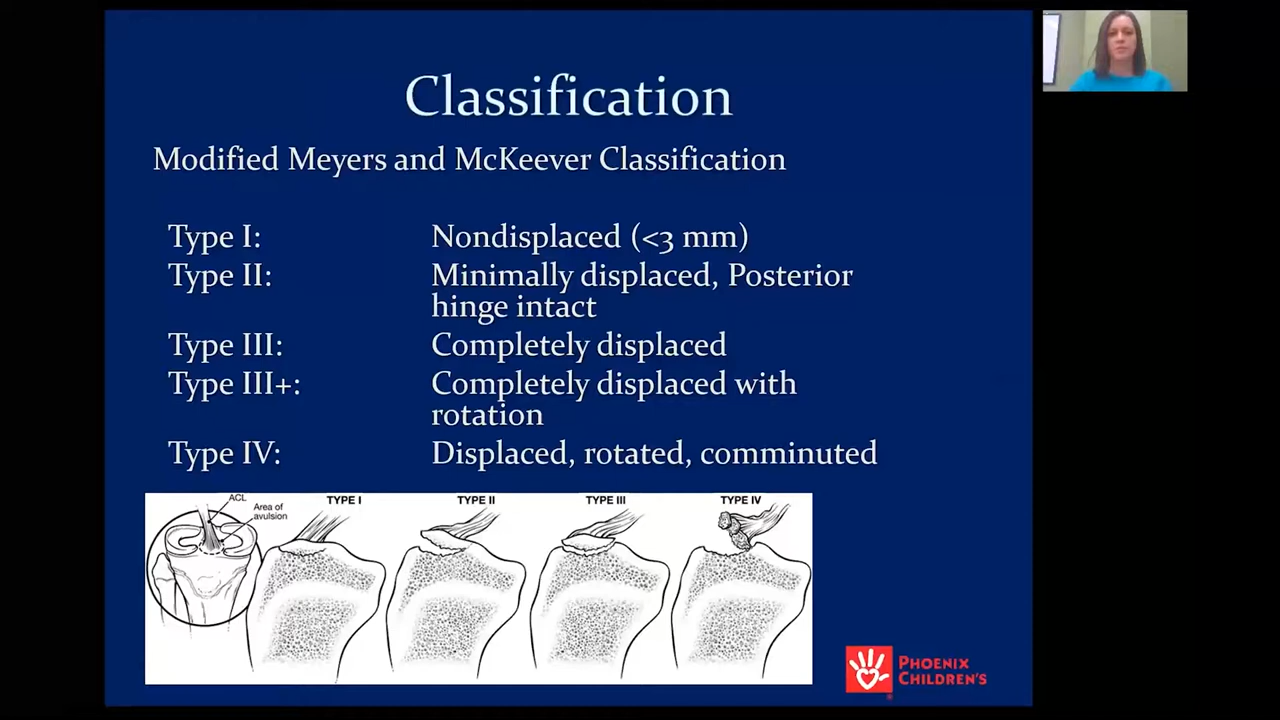 Classification
Modified Meyers and McKeever Classification
Type I: Nondisplaced (<3 mm)
Type II: Minimally displaced, Posterior
hinge intact
Type III: Completely displaced
Type III+: Completely displaced with
rotation
Type IV: Displaced, rotated, comminuted
ACL
Area of
avulsion
TYPE I
TYPE II
TYPE III
TYPE IV
PHOENIX
CHILDREN'S